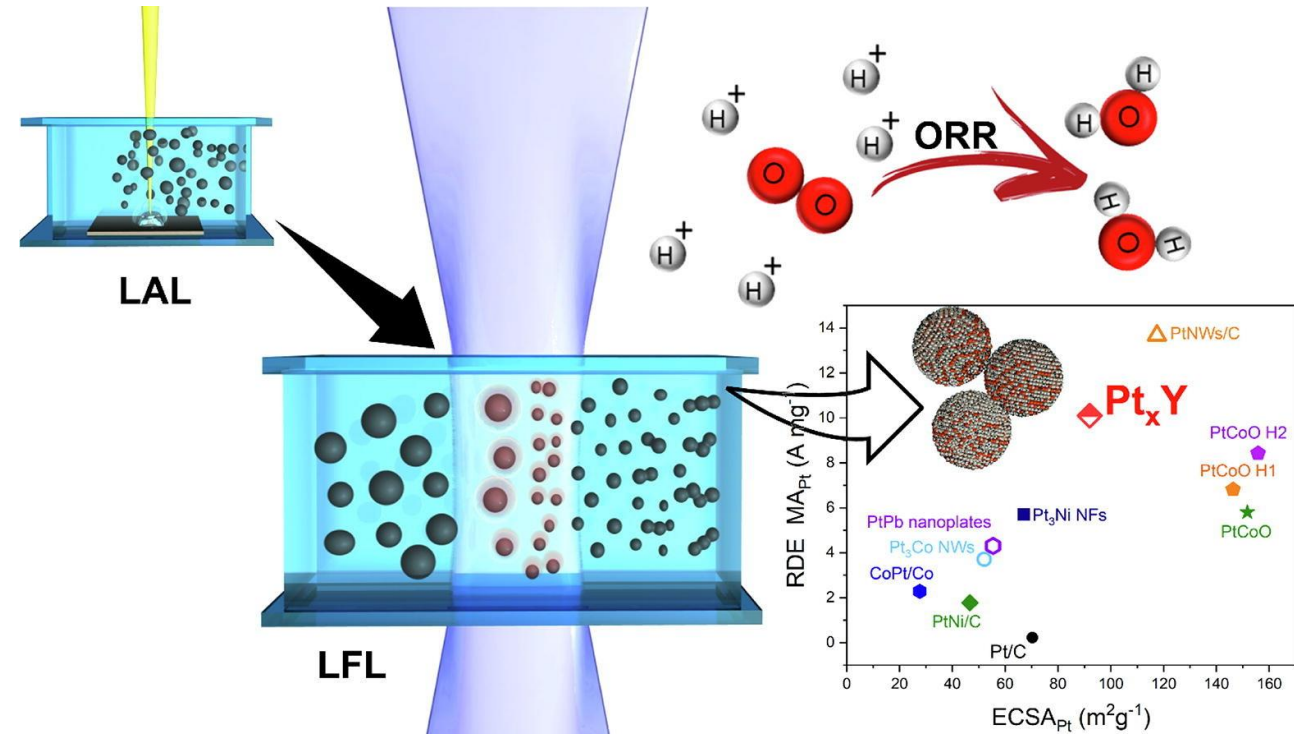 LAL
LFL
H
+
H
+
H
+
H
+
H
+
O
O
ORR
H
H
O
H
O
H
RDE MA_Pt (A mg⁻¹)
14
12
10
8
6
4
2
0
PtNWs/C
PtₓY
PtCoO H2
PtCoO H1
PtCoO
Pt₃Ni NFs
PtPb nanoplates
Pt₃Co NWs
CoPt/Co
PtNi/C
Pt/C
0 20 40 60 80 100 120 140 160
ECSA_Pt (m²g⁻¹)